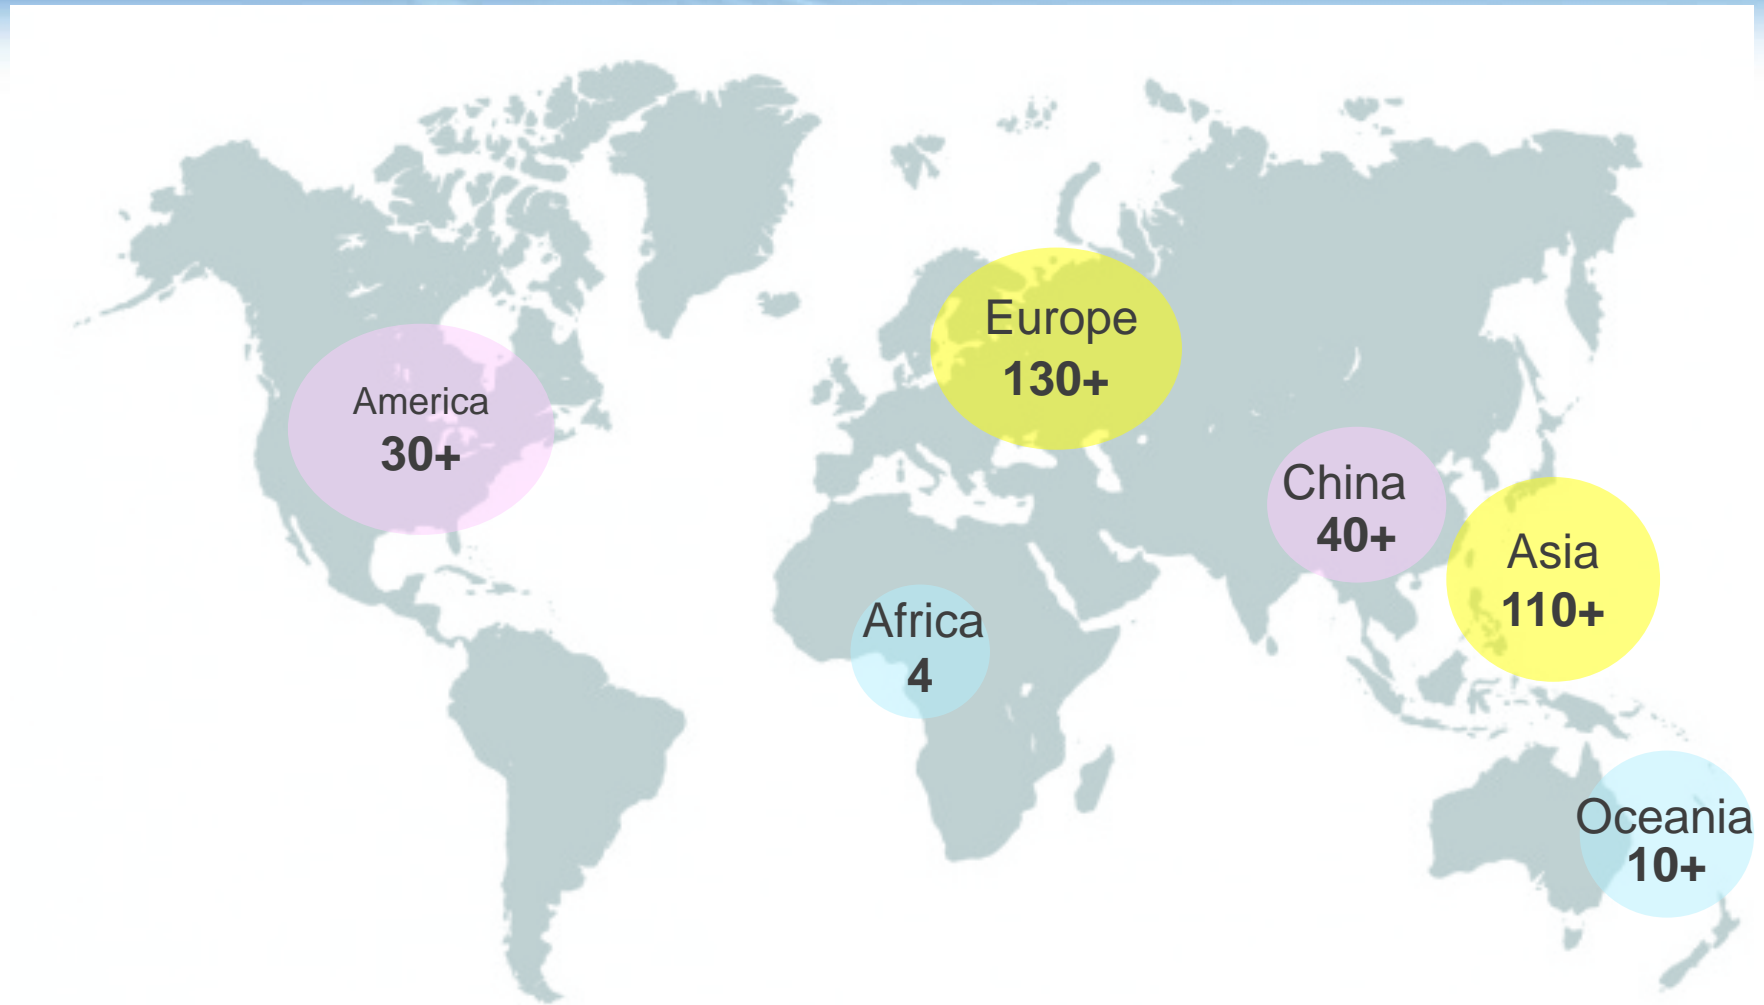 Europe
130+
America
30+
China
40+
Asia
110+
Africa
4
Oceania
10+